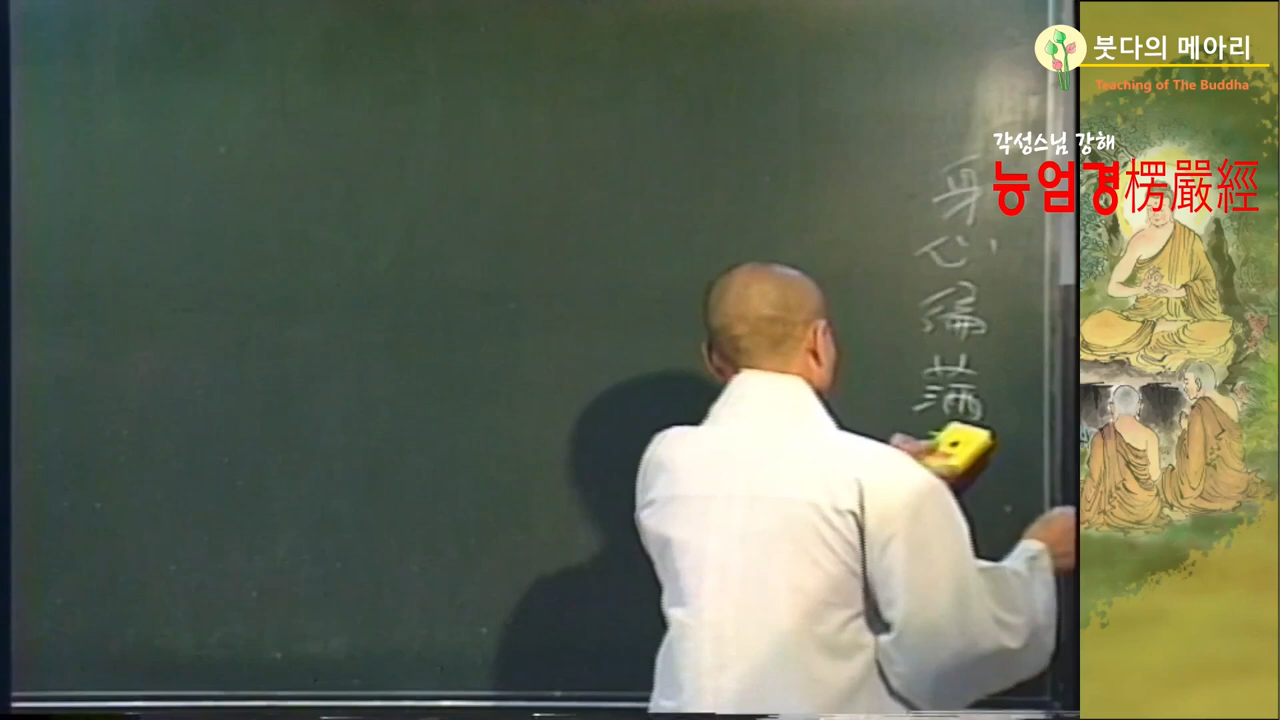 붓다의 메아리
Teaching of The Buddha
각성스님 강해
능엄경楞嚴經
身
心
徧
滿